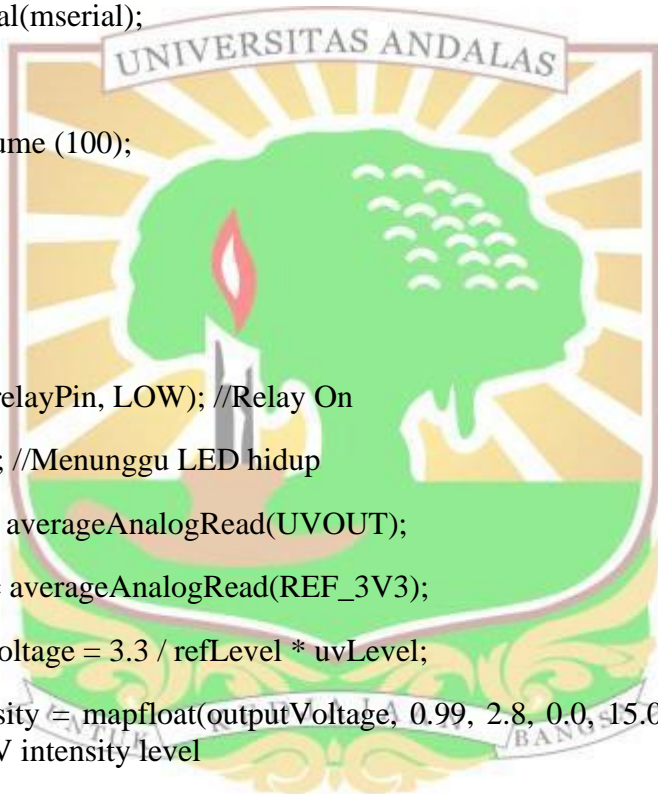 al(mserial);
UNIVERSITAS ANDALAS
ume (100);
relayPin, LOW); //Relay On
; //Menunggu LED hidup
averageAnalogRead(UVOUT);
= averageAnalogRead(REF_3V3);
oltage = 3.3 / refLevel * uvLevel;
sity = mapfloat(outputVoltage, 0.99, 2.8, 0.0, 15.0
V intensity level